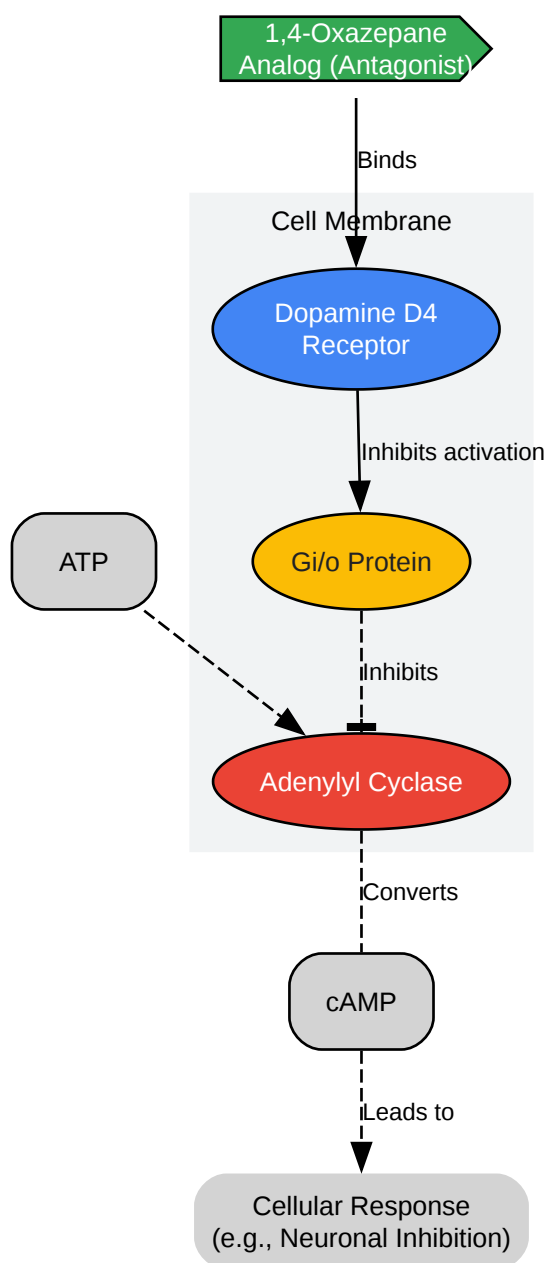 1,4-Oxazepane
Analog (Antagonist)
Binds
Cell Membrane
Dopamine D4
Receptor
Inhibits activation
ATP
Gi/o Protein
Inhibits
Adenylyl Cyclase
Converts
cAMP
Leads to
Cellular Response
(e.g., Neuronal Inhibition)